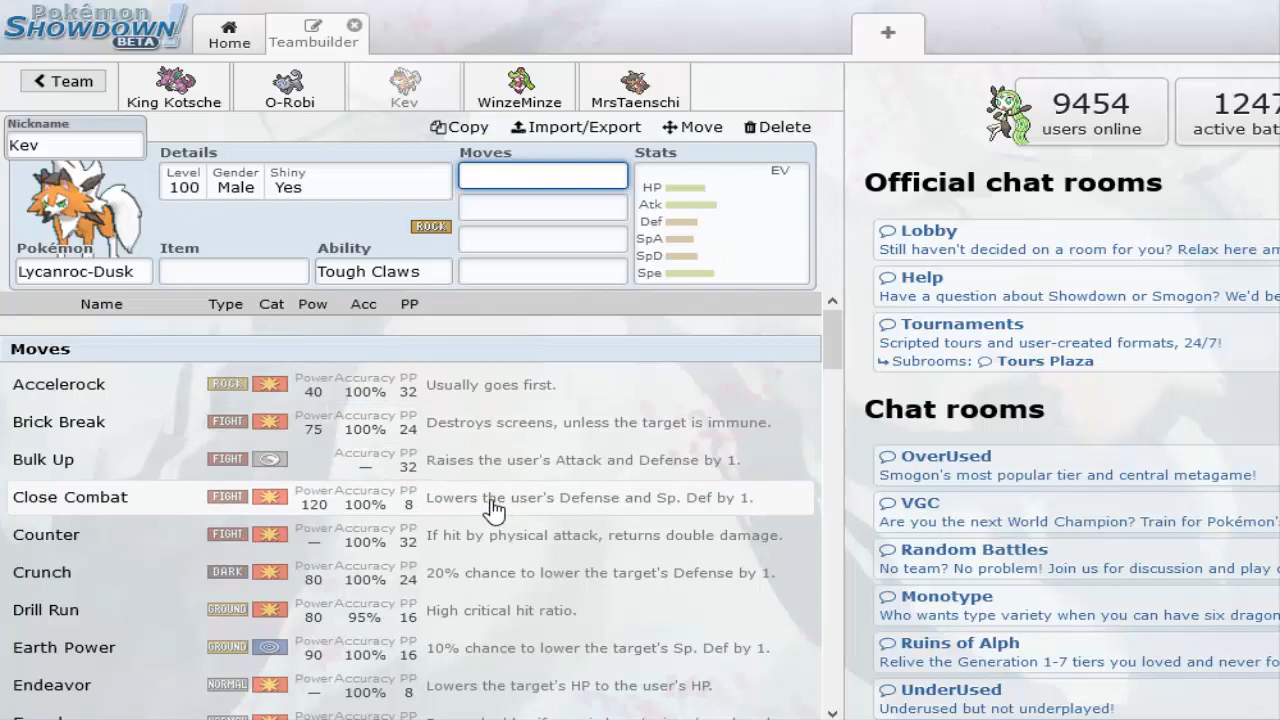 Pokémon
SHOWDOWN!
BETA
Home
Teambuilder
+
Team
King Kotsche
O-Robi
Kev
WinzeMinze
MrsTaenschi
Copy
Import/Export
Move
Delete
Nickname
Kev
Details
Level Gender Shiny
100 Male Yes
ROCK
Pokémon
Lycanroc-Dusk
Item
Ability
Tough Claws
Moves
Stats
EV
HP
Atk
Def
SpA
SpD
Spe
Name Type Cat Pow Acc PP
Moves
Accelerock ROCK Power 40 Accuracy 100% PP 32 Usually goes first.
Brick Break FIGHT Power 75 Accuracy 100% PP 24 Destroys screens, unless the target is immune.
Bulk Up FIGHT Accuracy — PP 32 Raises the user's Attack and Defense by 1.
Close Combat FIGHT Power 120 Accuracy 100% PP 8 Lowers the user's Defense and Sp. Def by 1.
Counter FIGHT Power — Accuracy 100% PP 32 If hit by physical attack, returns double damage.
Crunch DARK Power 80 Accuracy 100% PP 24 20% chance to lower the target's Defense by 1.
Drill Run GROUND Power 80 Accuracy 95% PP 16 High critical hit ratio.
Earth Power GROUND Power 90 Accuracy 100% PP 16 10% chance to lower the target's Sp. Def by 1.
Endeavor NORMAL Power — Accuracy 100% PP 8 Lowers the target's HP to the user's HP.
9454
users online
1247
active bat
Official chat rooms
Lobby
Still haven't decided on a room for you? Relax here am
Help
Have a question about Showdown or Smogon? We'd be
Tournaments
Scripted tours and user-created formats, 24/7!
Subrooms: Tours Plaza
Chat rooms
OverUsed
Smogon's most popular tier and central metagame!
VGC
Are you the next World Champion? Train for Pokémon's
Random Battles
No team? No problem! Join us for discussion and play o
Monotype
Who wants type variety when you can have six dragon
Ruins of Alph
Relive the Generation 1-7 tiers you loved and never fo
UnderUsed
Underused but not underplayed!